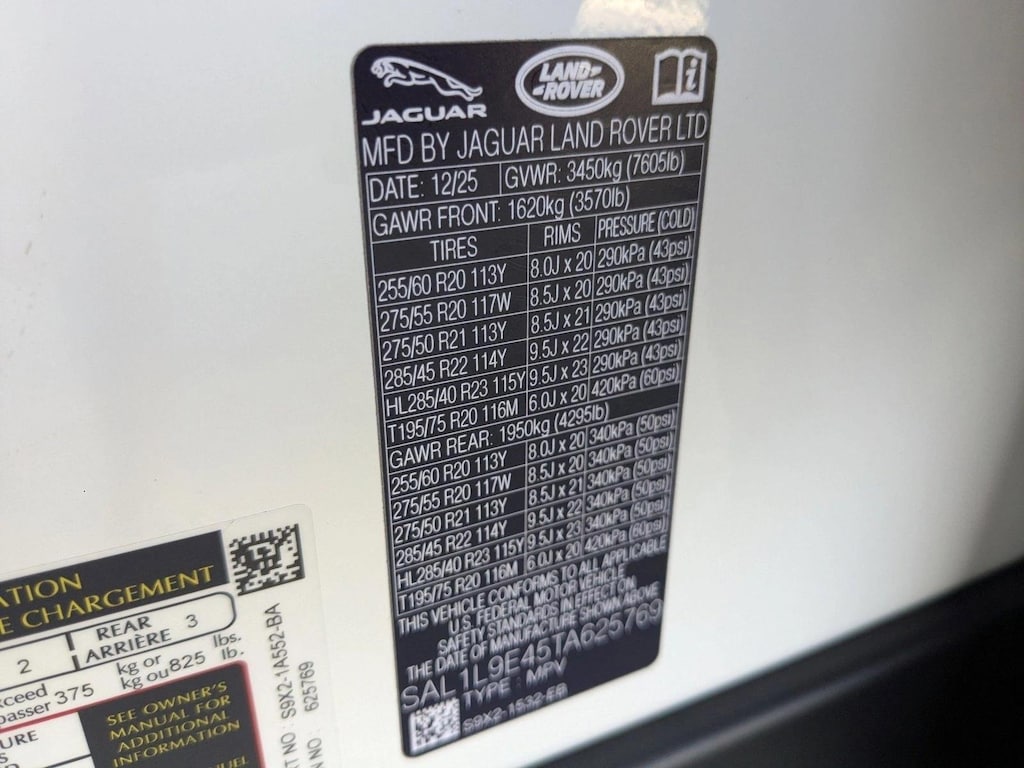 JAGUAR
LAND-
-ROVER
i
MFD BY JAGUAR LAND ROVER LTD
DATE: 12/25 GVWR: 3450kg (7605lb)
GAWR FRONT: 1620kg (3570lb)
TIRES RIMS PRESSURE (COLD)
255/60 R20 113Y 8.0J x 20 290kPa (43psi)
275/55 R20 117W 8.5J x 20 290kPa (43psi)
275/50 R21 113Y 8.5J x 21 290kPa (43psi)
285/45 R22 114Y 9.5J x 22 290kPa (43psi)
HL285/40 R23 115Y 9.5J x 23 290kPa (43psi)
T195/75 R20 116M 6.0J x 20 420kPa (60psi)
GAWR REAR: 1950kg (4295lb)
255/60 R20 113Y 8.0J x 20 340kPa (50psi)
275/55 R20 117W 8.5J x 20 340kPa (50psi)
275/50 R21 113Y 8.5J x 21 340kPa (50psi)
285/45 R22 114Y 9.5J x 22 340kPa (50psi)
HL285/40 R23 115Y 9.5J x 23 340kPa (50psi)
T195/75 R20 116M 6.0J x 20 420kPa (60psi)
THIS VEHICLE CONFORMS TO ALL APPLICABLE
U.S. FEDERAL MOTOR VEHICLE
SAFETY STANDARDS IN EFFECT ON
THE DATE OF MANUFACTURE SHOWN ABOVE
SAL1L9E45TA625769
TYPE MPV
S9X2-1532-EB
ATION
E CHARGEMENT
2 REAR 3
ARRIÈRE
xceed 375 kg or 825 lbs.
passer kg ou lb.
URE
SEE OWNER'S
MANUAL FOR
ADDITIONAL
INFORMATION
UEL
RT NO S9X2-1A552-BA
N NO 625769